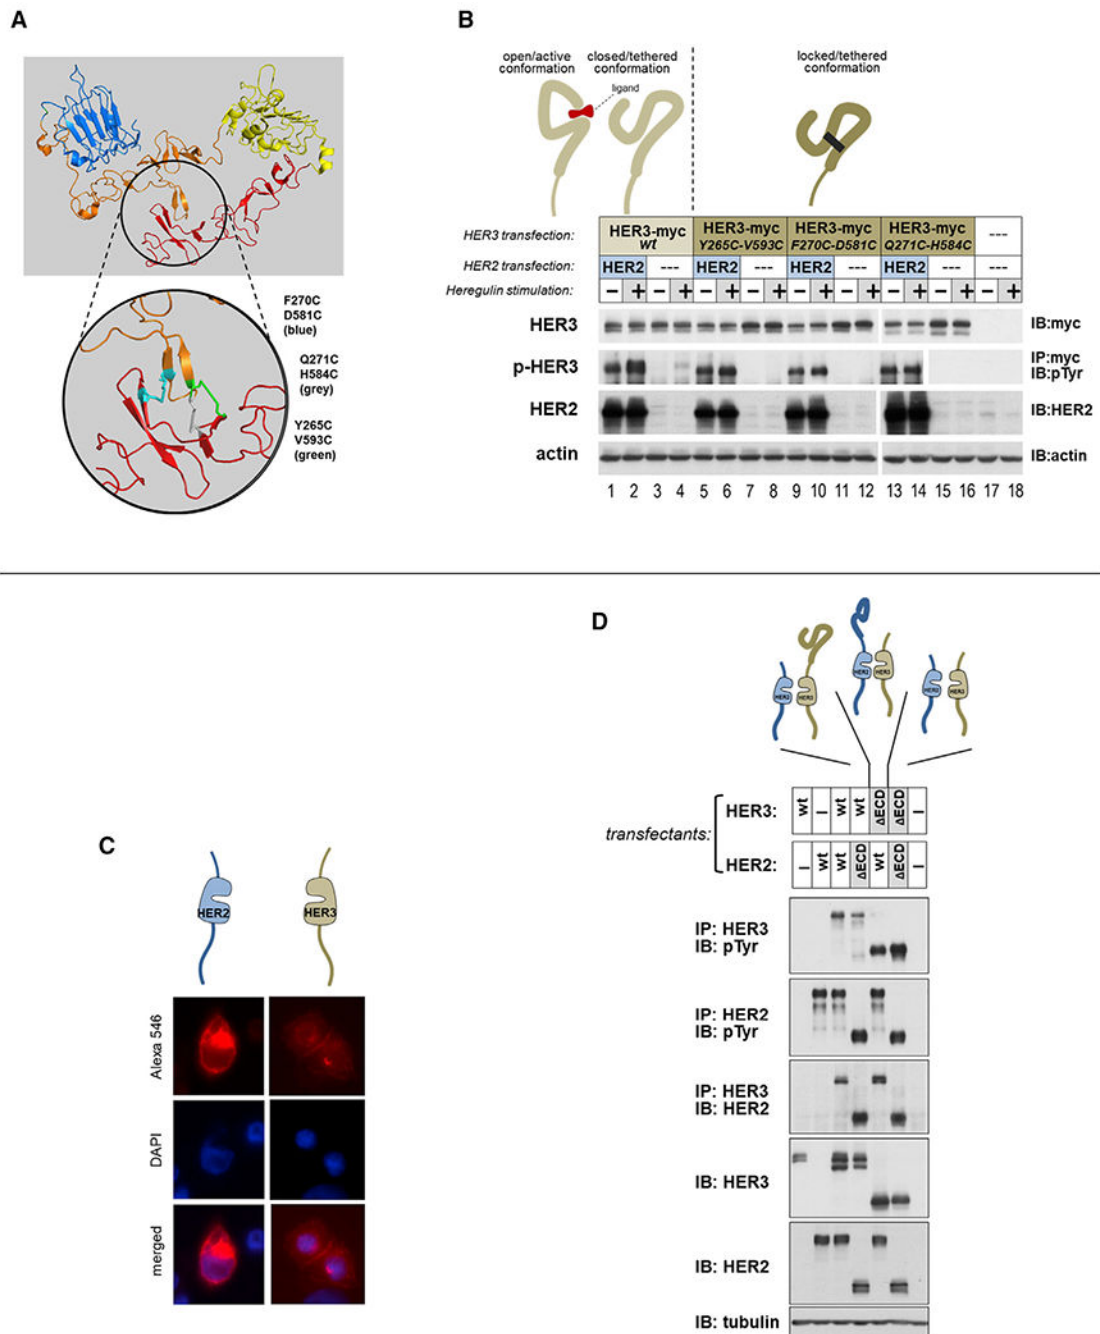 A
F270C
D581C
(blue)
Q271C
H584C
(grey)
Y265C
V593C
(green)
B
open/active
conformation
closed/tethered
conformation
ligand
locked/tethered
conformation
HER3 transfection: HER3-myc wt HER3-myc Y265C-V593C HER3-myc F270C-D581C HER3-myc Q271C-H584C ---
HER2 transfection: HER2 --- HER2 --- HER2 --- HER2 --- ---
Heregulin stimulation: − + − + − + − + − + − + − + − + − +
HER3 IB:myc
p-HER3 IP:myc
IB:pTyr
HER2 IB:HER2
actin IB:actin
1 2 3 4 5 6 7 8 9 10 11 12 13 14 15 16 17 18
C
HER2 HER3
Alexa 546
DAPI
merged
D
HER3
HER3
HER3
HER3
transfectants:
HER3: wt − wt wt ΔECD ΔECD −
HER2: − wt wt ΔECD wt ΔECD −
IP: HER3
IB: pTyr
IP: HER2
IB: pTyr
IP: HER3
IB: HER2
IB: HER3
IB: HER2
IB: tubulin